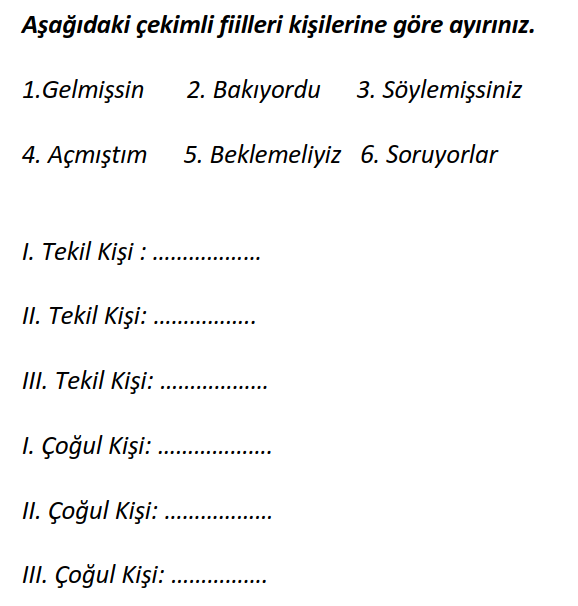 Aşağıdaki çekimli fiilleri kişilerine göre ayırınız.
1.Gelmişsin 2. Bakıyordu 3. Söylemişsiniz
4. Açmıştım 5. Beklemeliyiz 6. Soruyorlar
I. Tekil Kişi : ………………
II. Tekil Kişi: ……………..
III. Tekil Kişi: ………………
I. Çoğul Kişi: ……………….
II. Çoğul Kişi: ………………
III. Çoğul Kişi: …………….